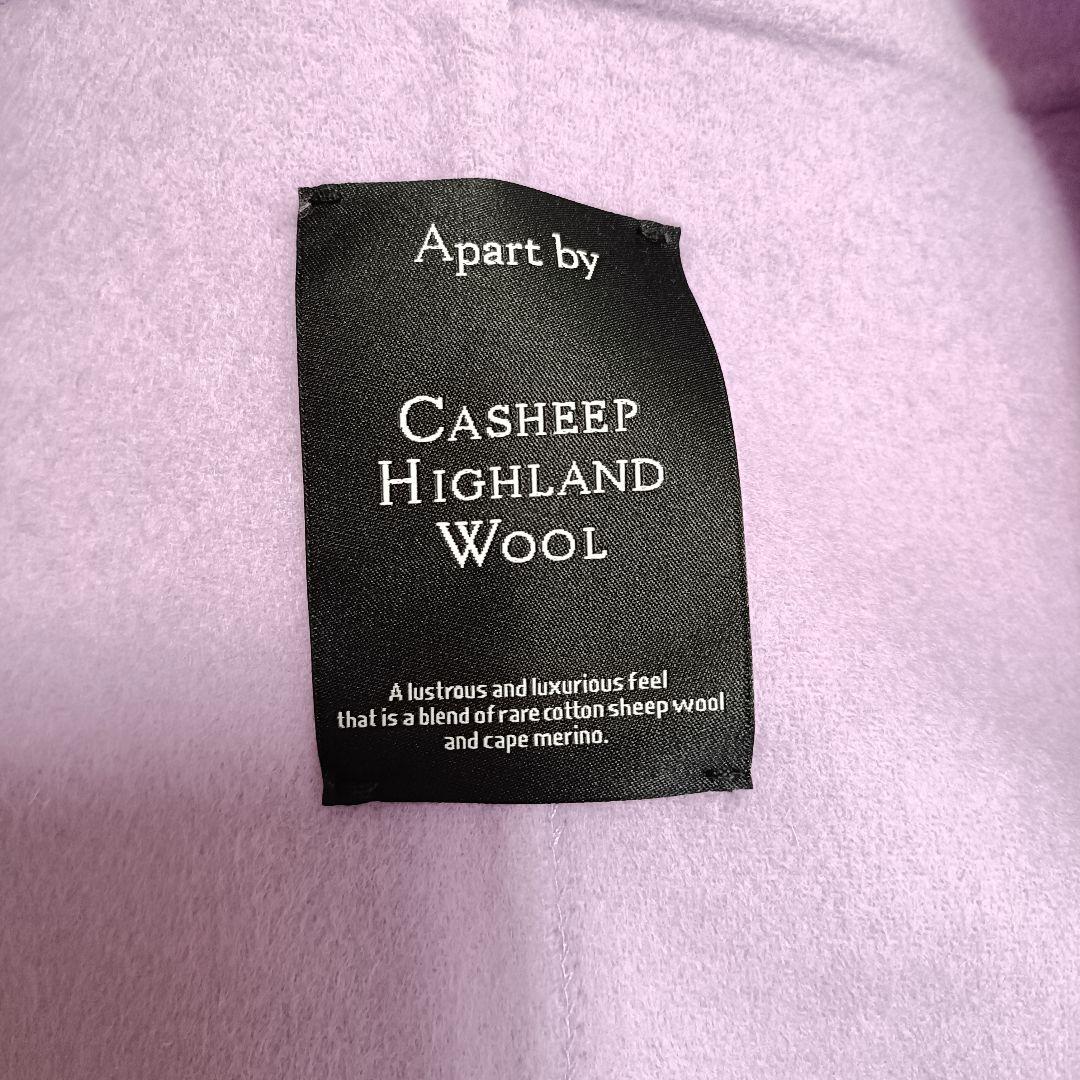 Apart by
CASHEEP
HIGHLAND
WOOL
A lustrous and luxurious feel
that is a blend of rare cotton sheep wool
and cape merino.